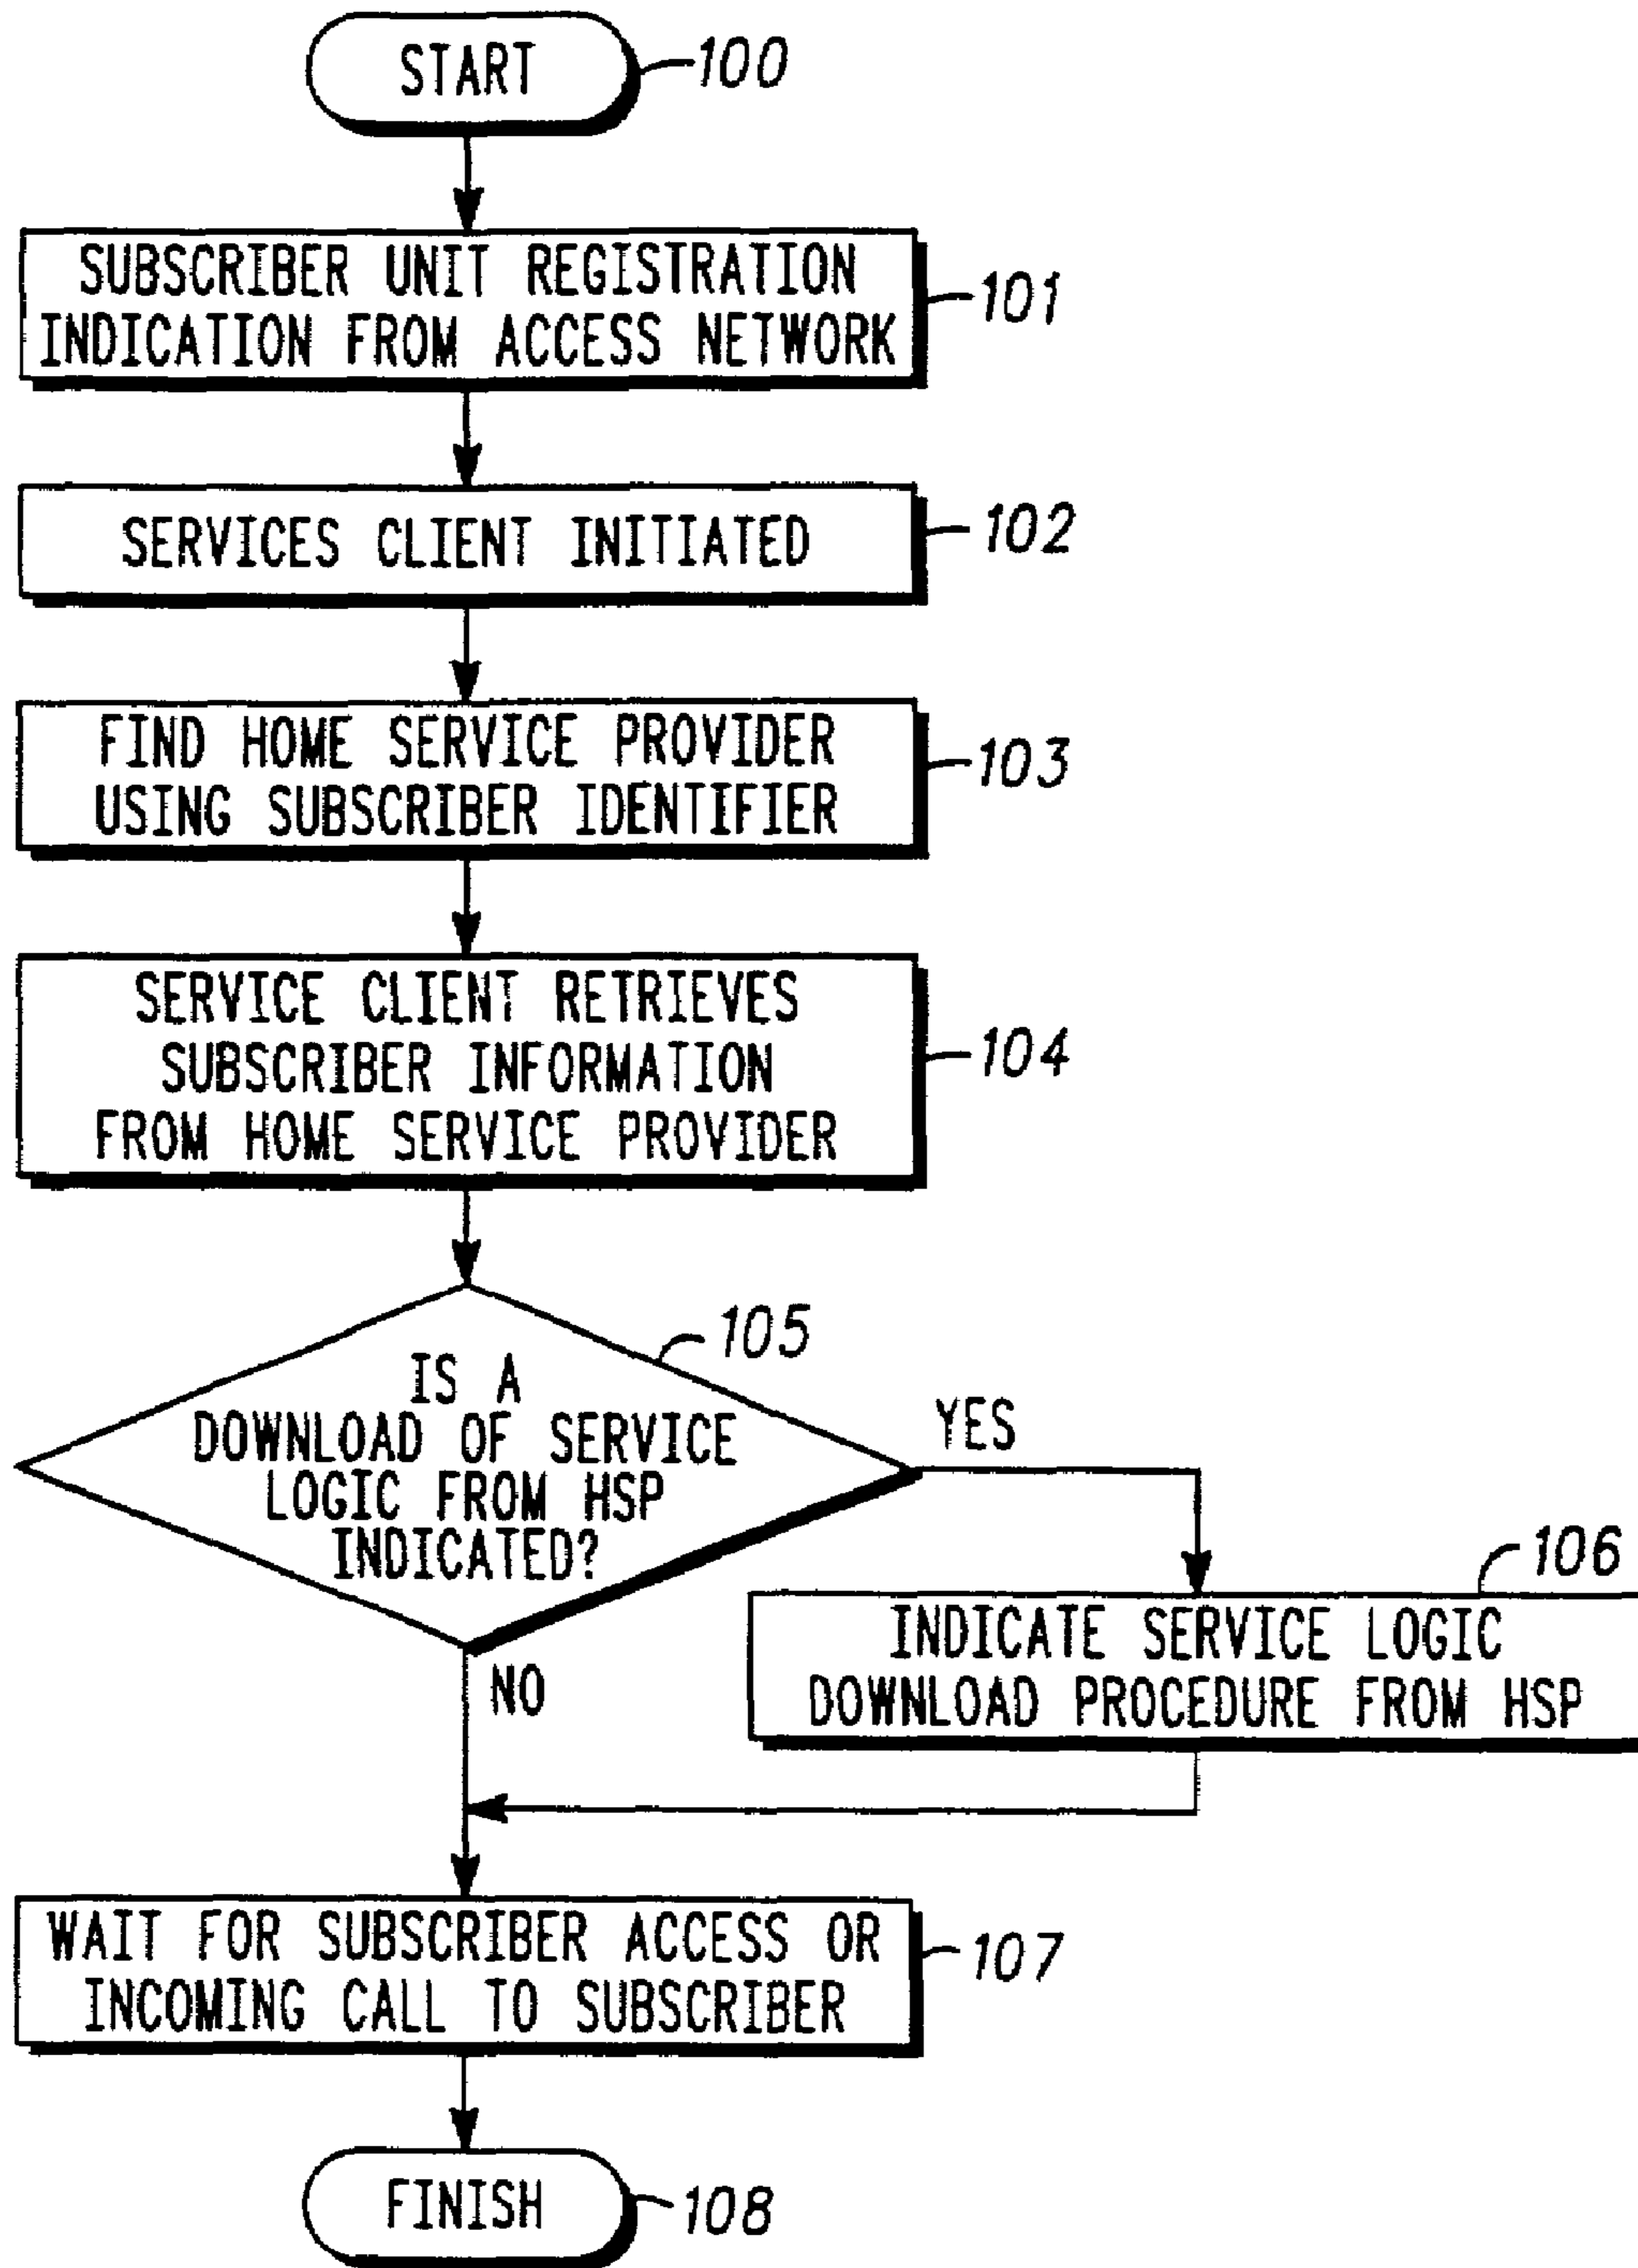 START
100
SUBSCRIBER UNIT REGISTRATION
INDICATION FROM ACCESS NETWORK
101
SERVICES CLIENT INITIATED
102
FIND HOME SERVICE PROVIDER
USING SUBSCRIBER IDENTIFIER
103
SERVICE CLIENT RETRIEVES
SUBSCRIBER INFORMATION
FROM HOME SERVICE PROVIDER
104
105
IS A
DOWNLOAD OF SERVICE
LOGIC FROM HSP
INDICATED?
YES
NO
106
INDICATE SERVICE LOGIC
DOWNLOAD PROCEDURE FROM HSP
WAIT FOR SUBSCRIBER ACCESS OR
INCOMING CALL TO SUBSCRIBER
107
FINISH
108